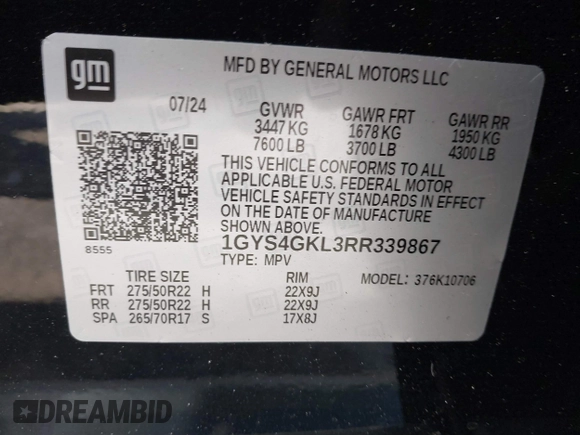 gm
MFD BY GENERAL MOTORS LLC
07/24 GVWR GAWR FRT GAWR RR
3447 KG 1678 KG 1950 KG
7600 LB 3700 LB 4300 LB
THIS VEHICLE CONFORMS TO ALL
APPLICABLE U.S. FEDERAL MOTOR
VEHICLE SAFETY STANDARDS IN EFFECT
ON THE DATE OF MANUFACTURE
SHOWN ABOVE.
8555
1GYS4GKL3RR339867
TYPE: MPV MODEL: 376K10706
TIRE SIZE RIM
FRT 275/50R22 H 22X9J
RR 275/50R22 H 22X9J
SPA 265/70R17 S 17X8J
DREAMBID